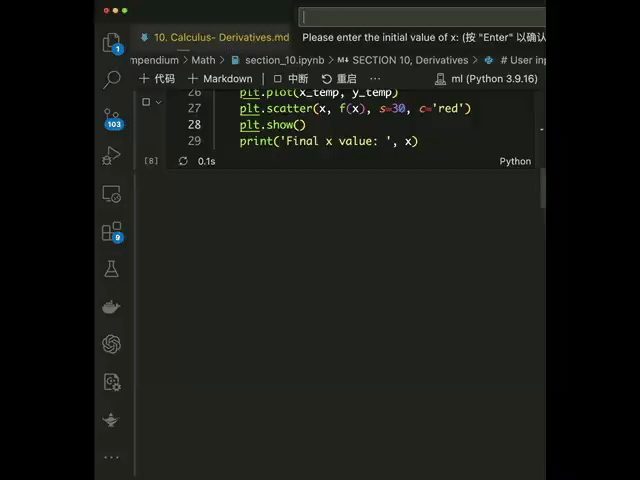 10. Calculus- Derivatives.md
Please enter the initial value of x: (按 "Enter" 以确认
mpendium > Math > section_10.ipynb > M↓ SECTION 10, Derivatives > # User inp
+ 代码 + Markdown 中断 重启 ··· ml (Python 3.9.16)
26 plt.plot(x_temp, y_temp)
27 plt.scatter(x, f(x), s=30, c='red')
28 plt.show()
29 print('Final x value: ', x)
[8] 0.1s Python
1
103
9